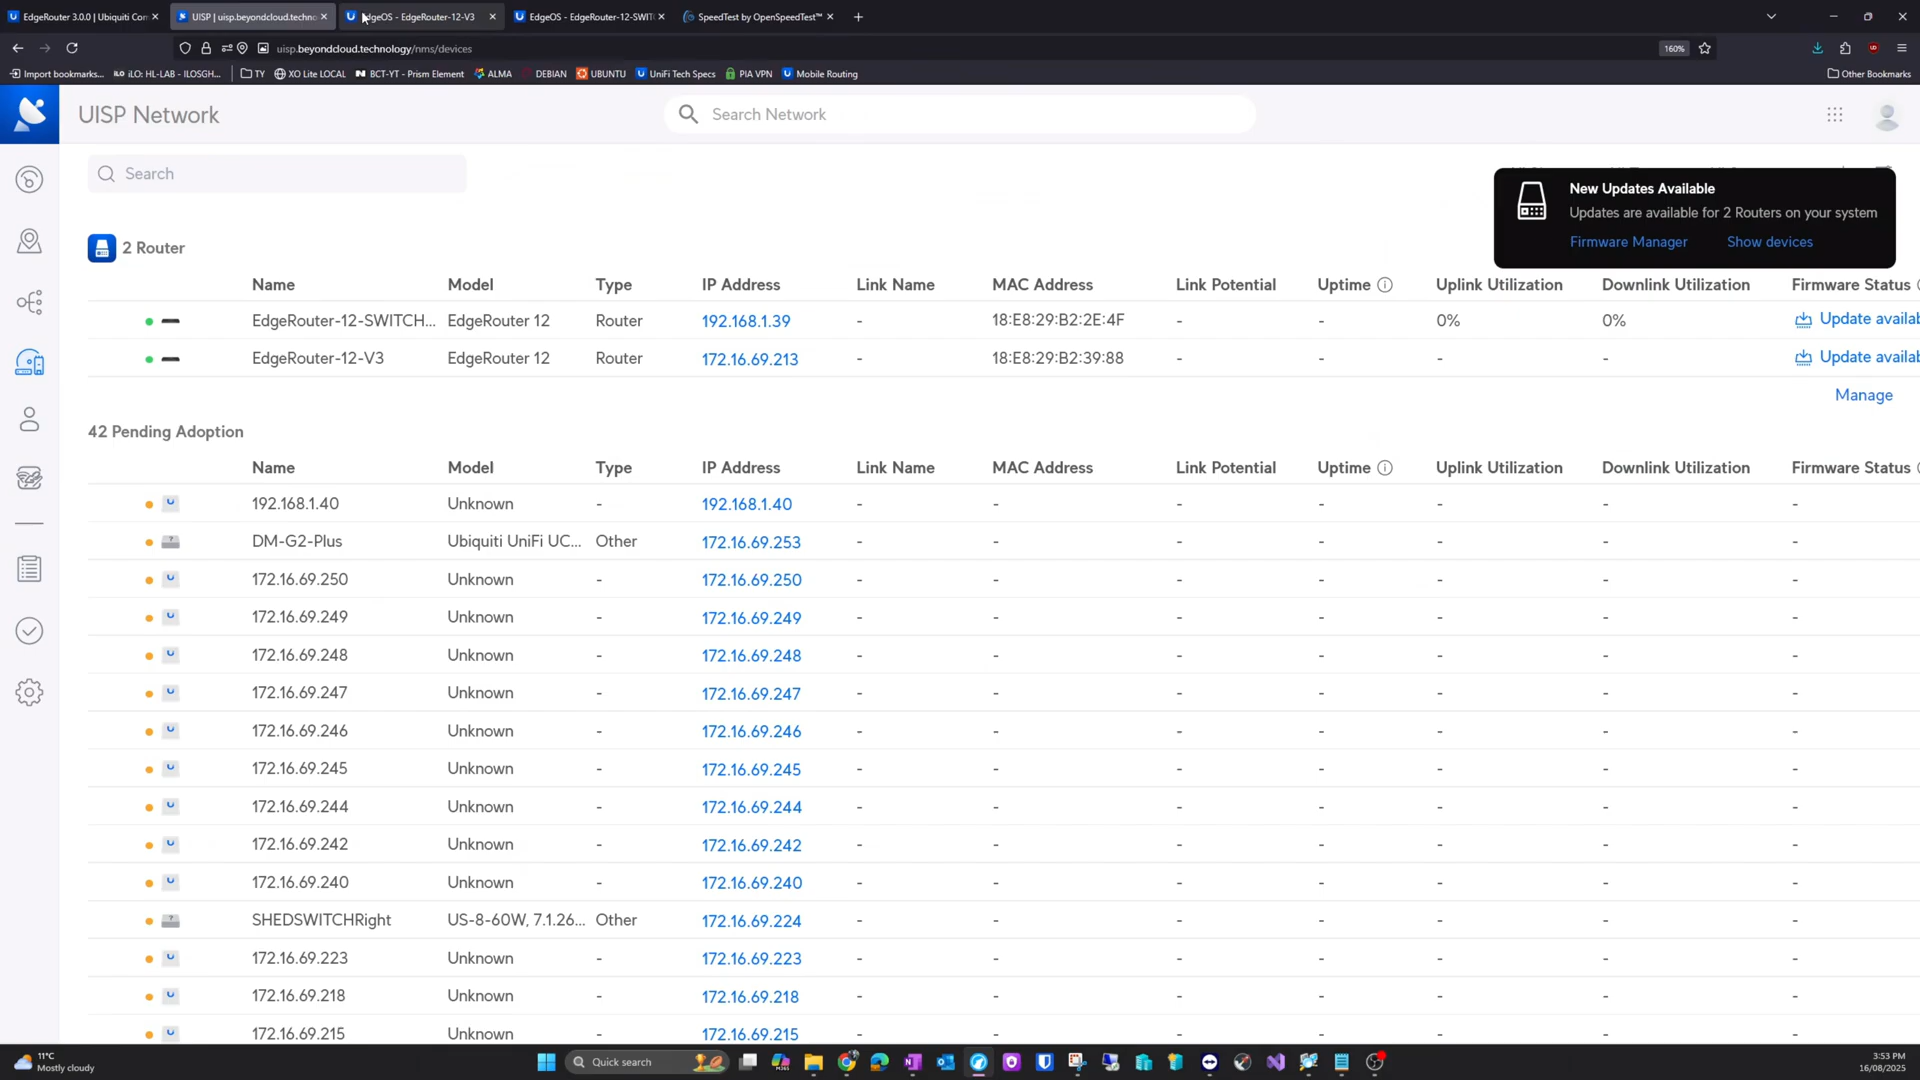 EdgeRouter 3.0.0 | Ubiquiti Com
UISP | uisp.beyondcloud.techno
EdgeOS - EdgeRouter-12-V3
EdgeOS - EdgeRouter-12-SWIT
SpeedTest by OpenSpeedTest™
uisp.beyondcloud.technology/nms/devices
160%
Import bookmarks...
iLO: HL-LAB - ILOSGH...
TY
XO Lite LOCAL
BCT-YT - Prism Element
ALMA
DEBIAN
UBUNTU
UniFi Tech Specs
PIA VPN
Mobile Routing
Other Bookmarks
UISP Network
Search Network
Search
New Updates Available
Updates are available for 2 Routers on your system
Firmware Manager Show devices
2 Router
Name Model Type IP Address Link Name MAC Address Link Potential Uptime Uplink Utilization Downlink Utilization Firmware Status
EdgeRouter-12-SWITCH... EdgeRouter 12 Router 192.168.1.39 - 18:E8:29:B2:2E:4F - - 0% 0% Update availab
EdgeRouter-12-V3 EdgeRouter 12 Router 172.16.69.213 - 18:E8:29:B2:39:88 - - - - Update availab
Manage
42 Pending Adoption
Name Model Type IP Address Link Name MAC Address Link Potential Uptime Uplink Utilization Downlink Utilization Firmware Status
192.168.1.40 Unknown - 192.168.1.40 - - - - - - -
DM-G2-Plus Ubiquiti UniFi UC... Other 172.16.69.253 - - - - - - -
172.16.69.250 Unknown - 172.16.69.250 - - - - - - -
172.16.69.249 Unknown - 172.16.69.249 - - - - - - -
172.16.69.248 Unknown - 172.16.69.248 - - - - - - -
172.16.69.247 Unknown - 172.16.69.247 - - - - - - -
172.16.69.246 Unknown - 172.16.69.246 - - - - - - -
172.16.69.245 Unknown - 172.16.69.245 - - - - - - -
172.16.69.244 Unknown - 172.16.69.244 - - - - - - -
172.16.69.242 Unknown - 172.16.69.242 - - - - - - -
172.16.69.240 Unknown - 172.16.69.240 - - - - - - -
SHEDSWITCHRight US-8-60W, 7.1.26... Other 172.16.69.224 - - - - - - -
172.16.69.223 Unknown - 172.16.69.223 - - - - - - -
172.16.69.218 Unknown - 172.16.69.218 - - - - - - -
172.16.69.215 Unknown - 172.16.69.215 - - - - - - -
11°C
Mostly cloudy
Quick search
3:53 PM
16/08/2025